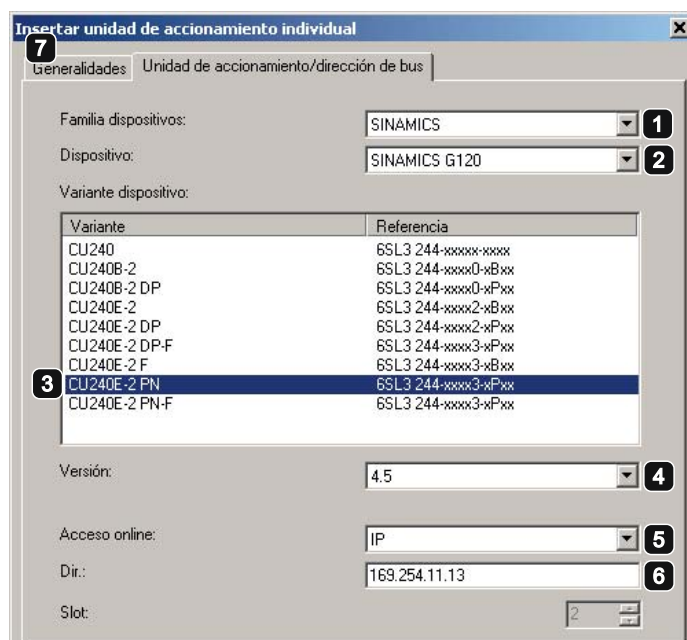 Insertar unidad de accionamiento individual
7
Generalidades Unidad de accionamiento/dirección de bus
Familia dispositivos: SINAMICS 1
Dispositivo: SINAMICS G120 2
Variante dispositivo:
Variante Referencia
CU240 6SL3 244-xxxxx-xxxx
CU240B-2 6SL3 244-xxxx0-xBxx
CU240B-2 DP 6SL3 244-xxxx0-xPxx
CU240E-2 6SL3 244-xxxx2-xBxx
CU240E-2 DP 6SL3 244-xxxx2-xPxx
CU240E-2 DP-F 6SL3 244-xxxx3-xPxx
CU240E-2 F 6SL3 244-xxxx3-xBxx
3 CU240E-2 PN 6SL3 244-xxxx3-xPxx
CU240E-2 PN-F 6SL3 244-xxxx3-xPxx
Versión: 4.5 4
Acceso online: IP 5
Dir.: 169.254.11.13 6
Slot: 2